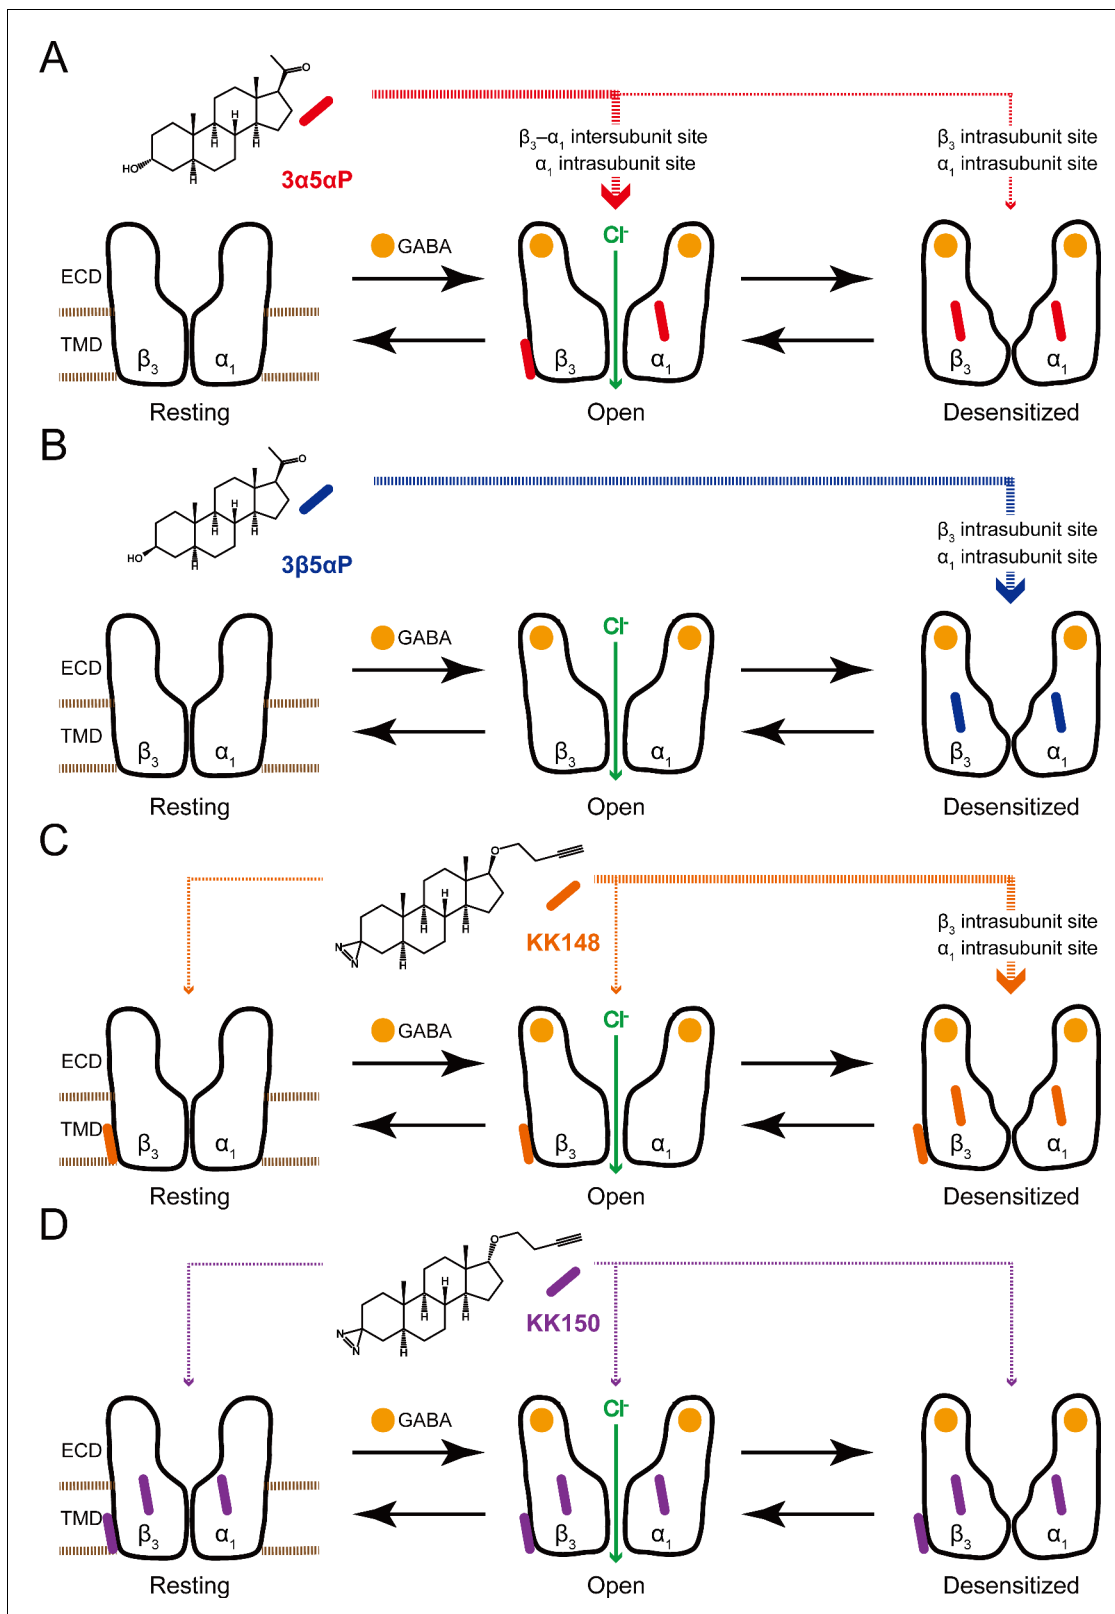 A
O
HO
H
H
H
H
3α5αP
β3–α1 intersubunit site
α1 intrasubunit site
β3 intrasubunit site
α1 intrasubunit site
GABA
Cl-
ECD
TMD
β3
α1
β3
α1
β3
α1
Resting
Open
Desensitized
B
O
HO
H
H
H
H
3β5αP
β3 intrasubunit site
α1 intrasubunit site
GABA
Cl-
ECD
TMD
β3
α1
β3
α1
β3
α1
Resting
Open
Desensitized
C
O
N
N
H
H
H
H
KK148
β3 intrasubunit site
α1 intrasubunit site
GABA
Cl-
ECD
TMD
β3
α1
β3
α1
β3
α1
Resting
Open
Desensitized
D
O
N
N
H
H
H
H
KK150
GABA
Cl-
ECD
TMD
β3
α1
β3
α1
β3
α1
Resting
Open
Desensitized